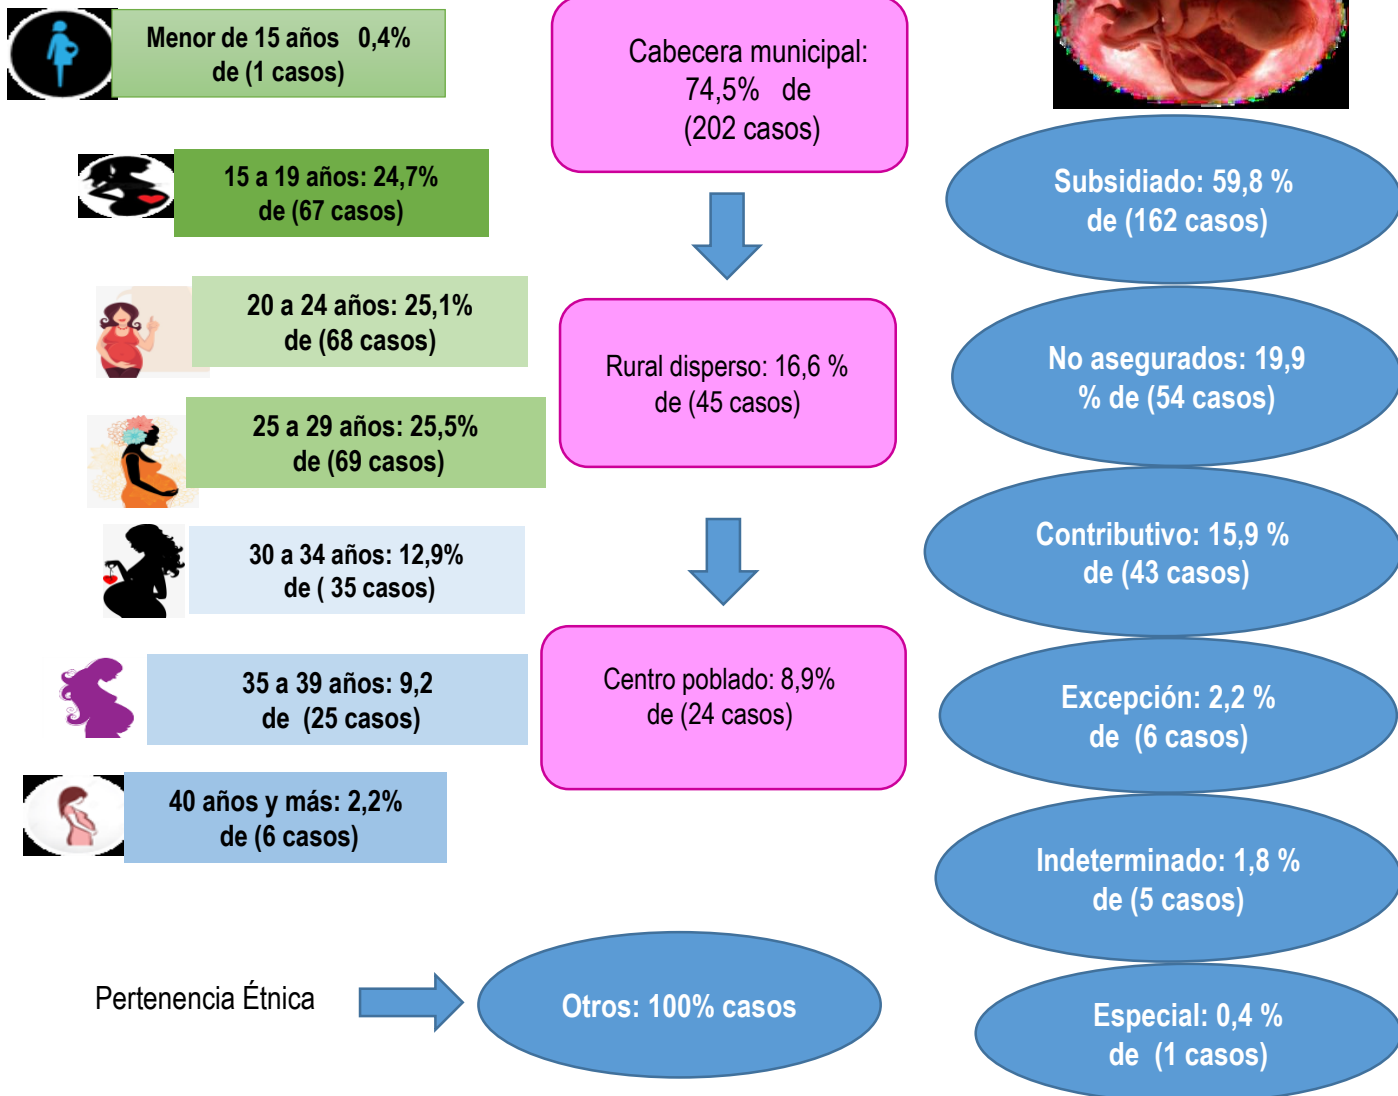 Menor de 15 años 0,4%
de (1 casos)
15 a 19 años: 24,7%
de (67 casos)
20 a 24 años: 25,1%
de (68 casos)
25 a 29 años: 25,5%
de (69 casos)
30 a 34 años: 12,9%
de ( 35 casos)
35 a 39 años: 9,2
de (25 casos)
40 años y más: 2,2%
de (6 casos)
Cabecera municipal:
74,5% de
(202 casos)
Rural disperso: 16,6 %
de (45 casos)
Centro poblado: 8,9%
de (24 casos)
Subsidiado: 59,8 %
de (162 casos)
No asegurados: 19,9
% de (54 casos)
Contributivo: 15,9 %
de (43 casos)
Excepción: 2,2 %
de (6 casos)
Indeterminado: 1,8 %
de (5 casos)
Especial: 0,4 %
de (1 casos)
Pertenencia Étnica
Otros: 100% casos